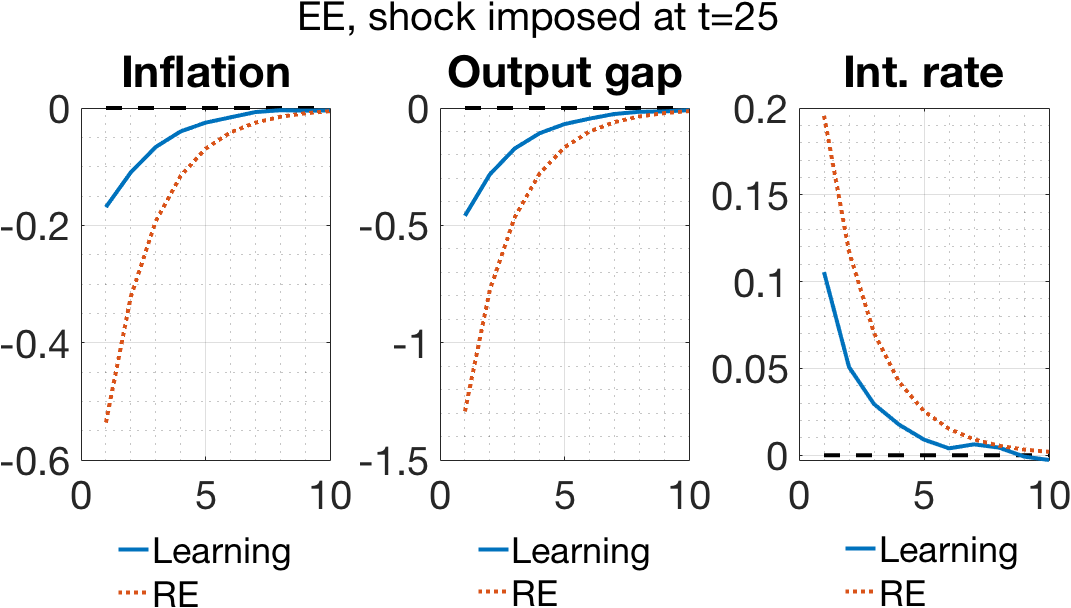 EE, shock imposed at t=25
Inflation
0
-0.2
-0.4
-0.6
0 5 10
Learning
RE
Output gap
0
-0.5
-1
-1.5
0 5 10
Learning
RE
Int. rate
0.2
0.15
0.1
0.05
0
0 5 10
Learning
RE